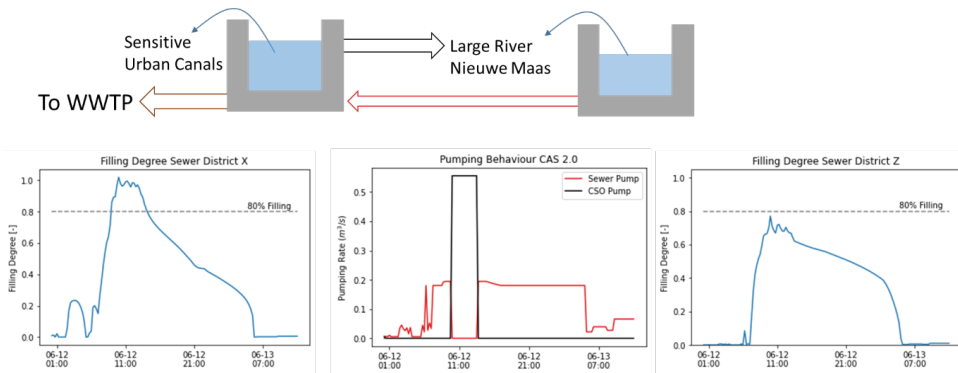 Sensitive
Urban Canals
Large River
Nieuwe Maas
To WWTP
Filling Degree Sewer District X
Filling Degree [-]
1.0
0.8
0.6
0.4
0.2
0.0
80% Filling
06-12
01:00
06-12
11:00
06-12
21:00
06-13
07:00
Pumping Behaviour CAS 2.0
Pumping Rate (m³/s)
0.5
0.4
0.3
0.2
0.1
0.0
Sewer Pump
CSO Pump
06-12
01:00
06-12
11:00
06-12
21:00
06-13
07:00
Filling Degree Sewer District Z
Filling Degree [-]
1.0
0.8
0.6
0.4
0.2
0.0
80% Filling
06-12
01:00
06-12
11:00
06-12
21:00
06-13
07:00